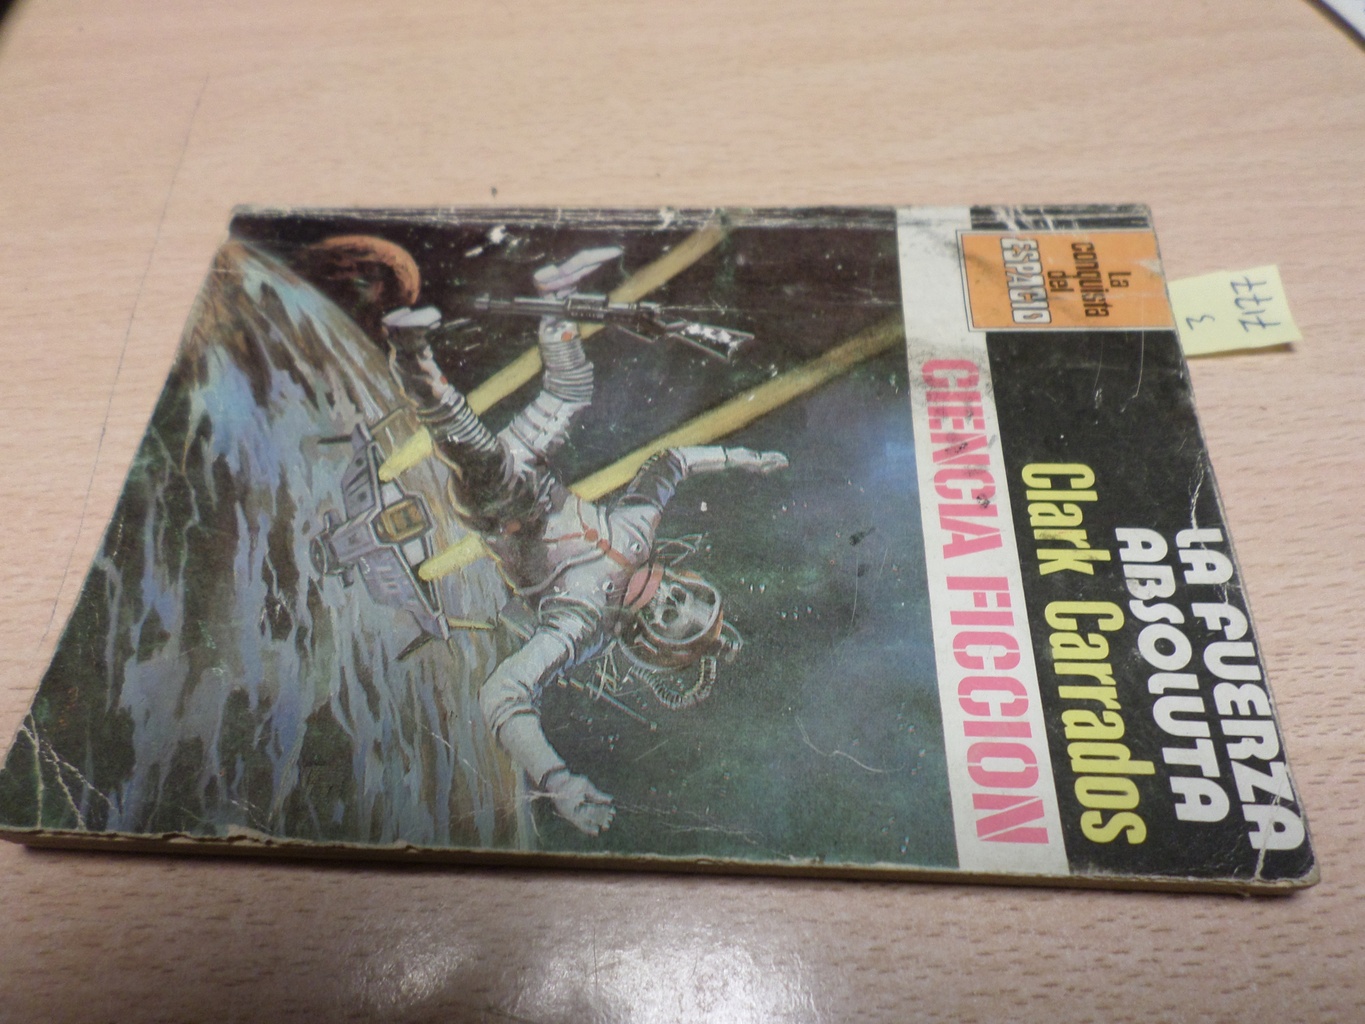 La
conquista
del
ESPACIO
LA FUERZA
ABSOLUTA
Clark Carrados
CIENCIA FICCION
7177
3